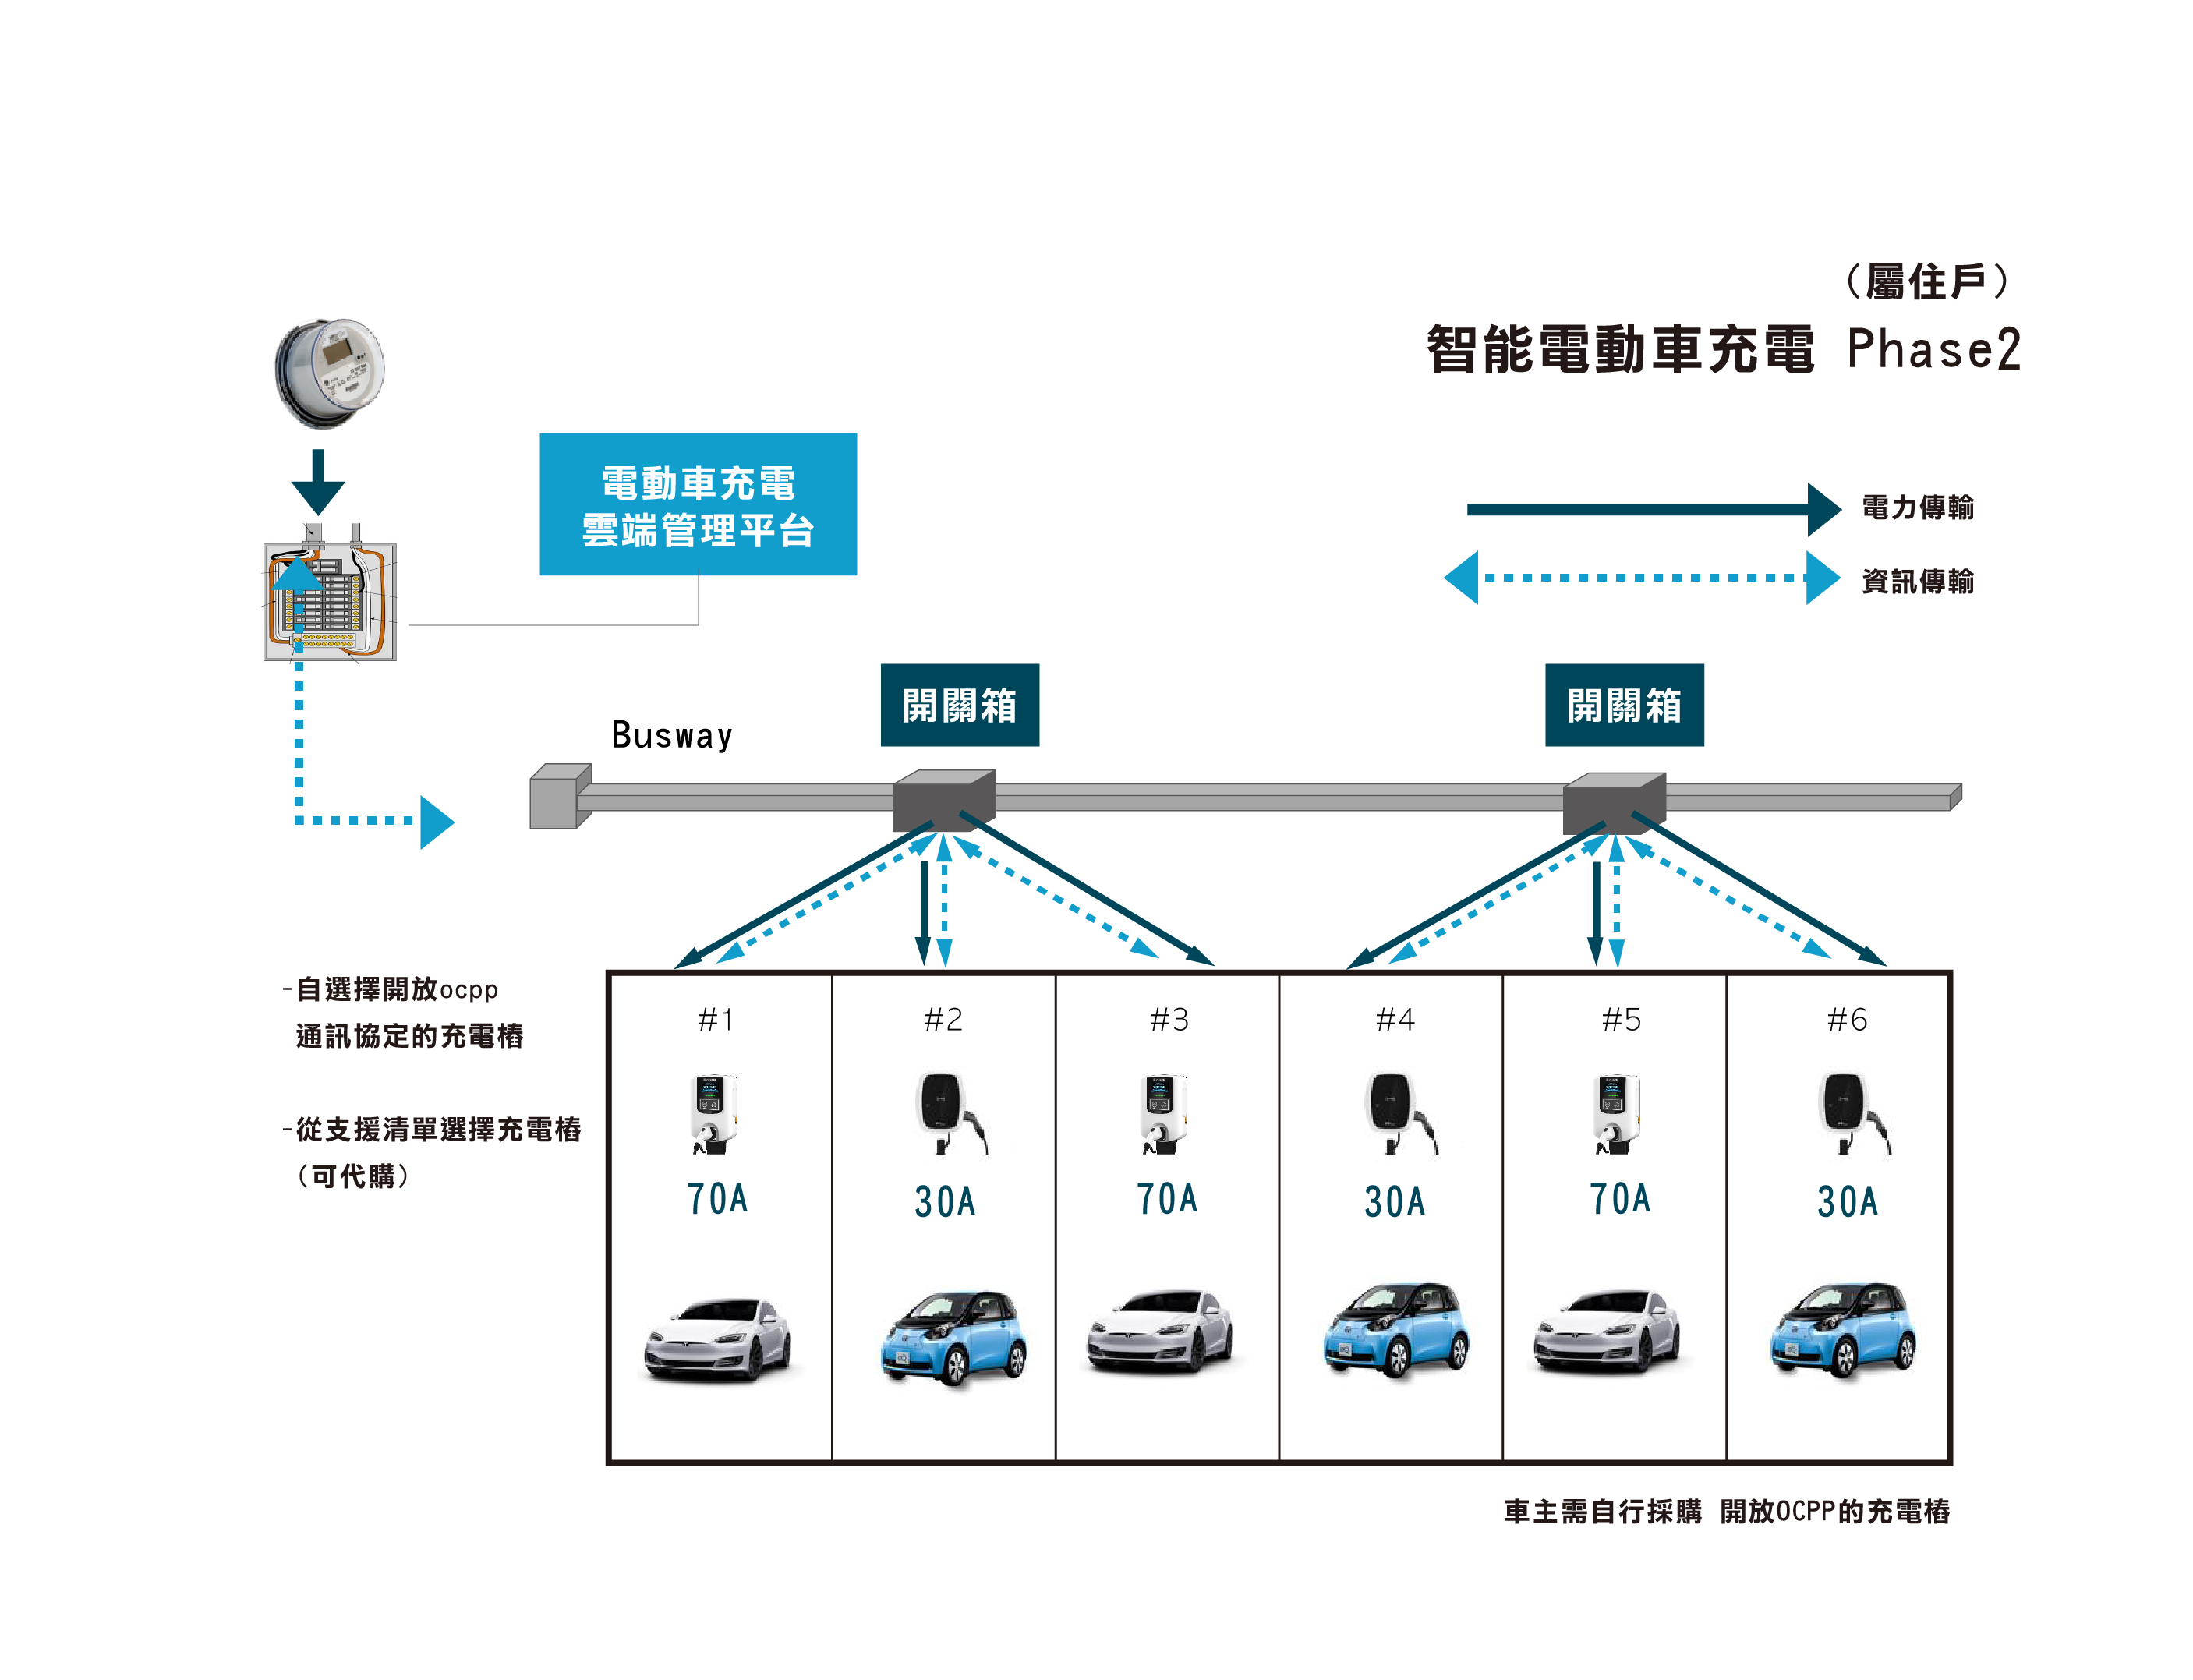 （屬住戶）
智能電動車充電 Phase2
電動車充電
雲端管理平台
電力傳輸
資訊傳輸
開關箱
開關箱
Busway
-自選擇開放ocpp
通訊協定的充電樁
-從支援清單選擇充電樁
（可代購）
#1
#2
#3
#4
#5
#6
70A
30A
70A
30A
70A
30A
車主需自行採購 開放OCPP的充電樁